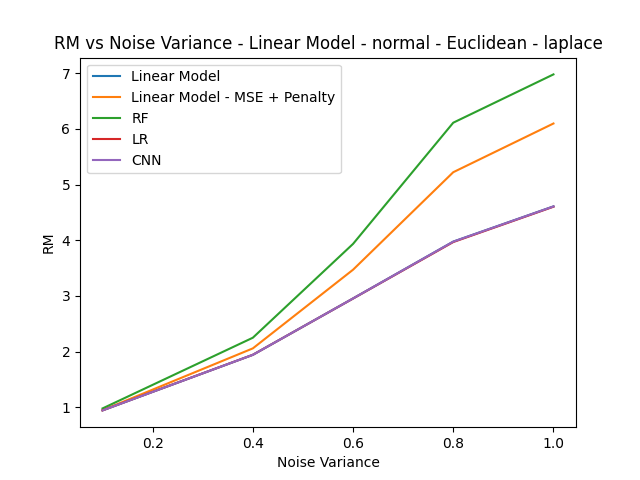 RM vs Noise Variance - Linear Model - normal - Euclidean - laplace
Linear Model
Linear Model - MSE + Penalty
RF
LR
CNN
RM
7
6
5
4
3
2
1
0.2
0.4
0.6
0.8
1.0
Noise Variance